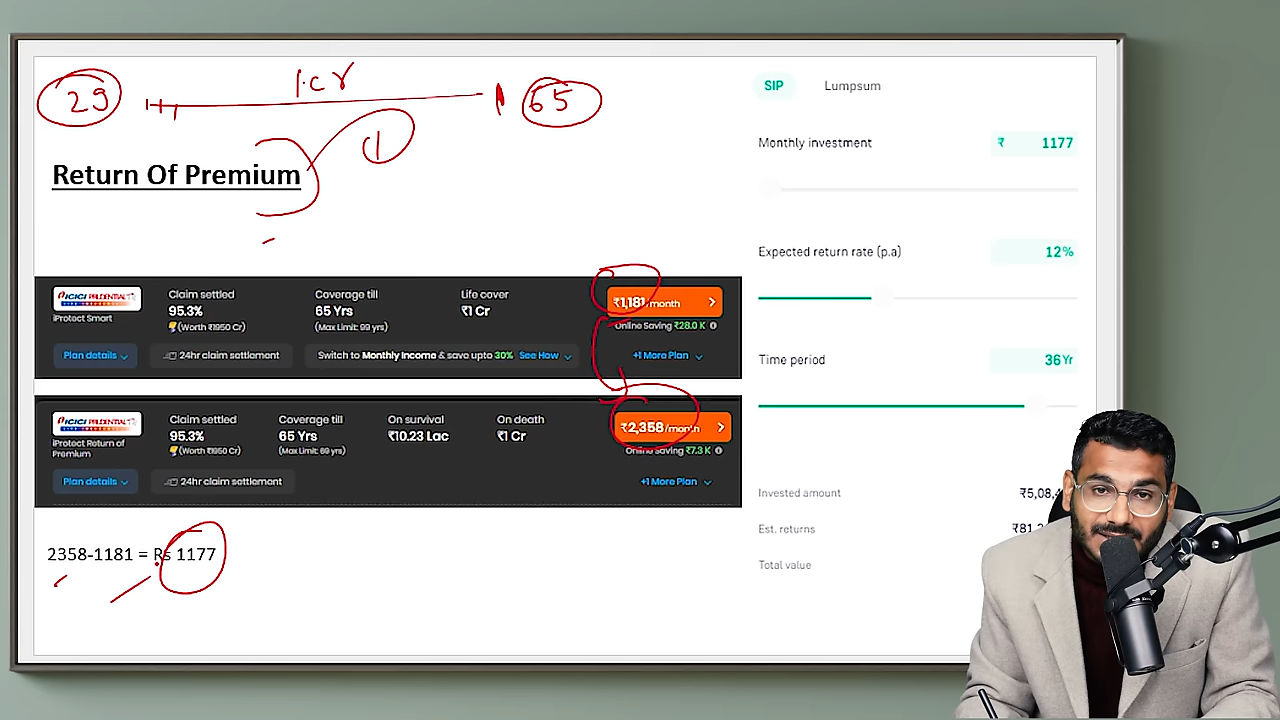 29
1 Cr
65
1
Return Of Premium
ICICI PRUDENTIAL
iProtect Smart
Claim settled
95.3%
(Worth ₹1950 Cr)
Coverage till
65 Yrs
(Max Limit: 99 yrs)
Life cover
₹1 Cr
₹1,181/month
Online Saving ₹28.0 K
Plan details
24hr claim settlement
Switch to Monthly Income & save upto 30% See How
+1 More Plan
ICICI PRUDENTIAL
iProtect Return of
Premium
Claim settled
95.3%
(Worth ₹1950 Cr)
Coverage till
65 Yrs
(Max Limit: 69 yrs)
On survival
₹10.23 Lac
On death
₹1 Cr
₹2,358/month
Online Saving ₹7.3 K
Plan details
24hr claim settlement
+1 More Plan
2358-1181 = Rs 1177
SIP Lumpsum
Monthly investment ₹ 1177
Expected return rate (p.a) 12%
Time period 36Yr
Invested amount ₹5,08,
Est. returns ₹81,
Total value